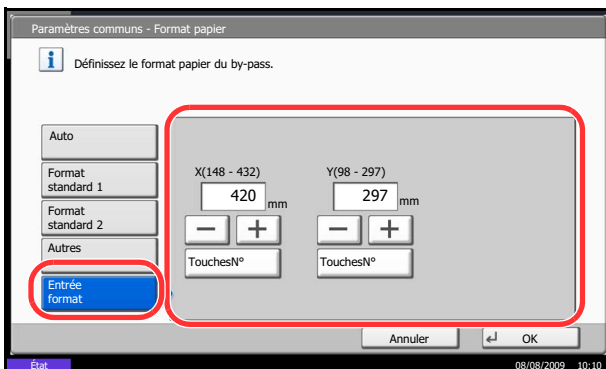 Paramètres communs - Format papier
i
Définissez le format papier du by-pass.
Auto
Format
standard 1
Format
standard 2
Autres
Entrée
format
X(148 - 432)
420 mm
− +
TouchesN°
Y(98 - 297)
297 mm
− +
TouchesN°
Annuler
OK
État
08/08/2009 10:10